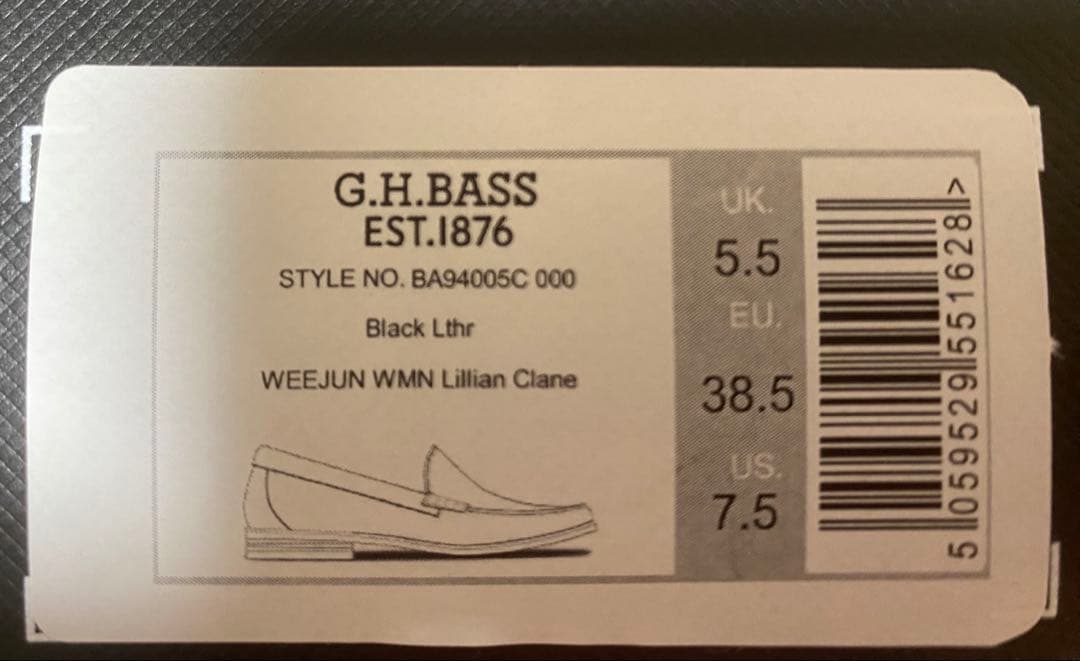 G.H.BASS
EST.1876
STYLE NO. BA94005C 000
Black Lthr
WEEJUN WMN Lillian Clane
UK.
5.5
EU.
38.5
US.
7.5
5 059529 551628 >